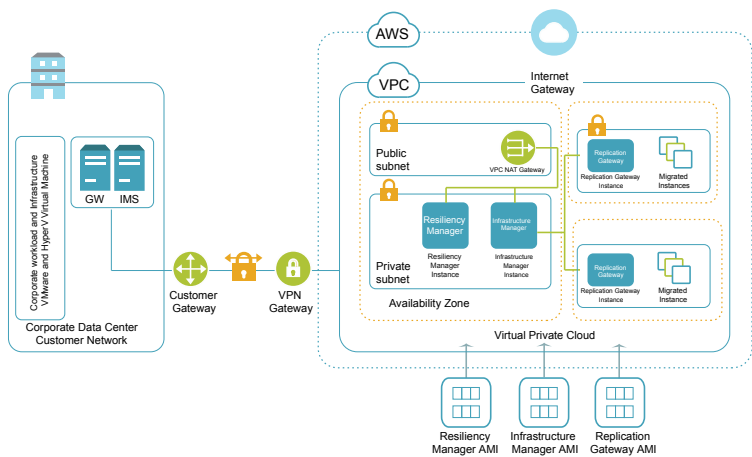 AWS
Internet
Gateway
VPC
Corporate workload and Infrastructure
VMware and HyperV Virtual Machine
GW
IMS
Corporate Data Center
Customer Network
Customer
Gateway
VPN
Gateway
Public
subnet
VPC NAT Gateway
Private
subnet
Resiliency
Manager
Resiliency
Manager
Instance
Infrastructure
Manager
Infrastructure
Manager
Instance
Availability Zone
Replication
Gateway
Replication Gateway
Instance
Migrated
Instances
Replication
Gateway
Replication Gateway
Instance
Migrated
Instance
Virtual Private Cloud
Resiliency
Manager AMI
Infrastructure
Manager AMI
Replication
Gateway AMI